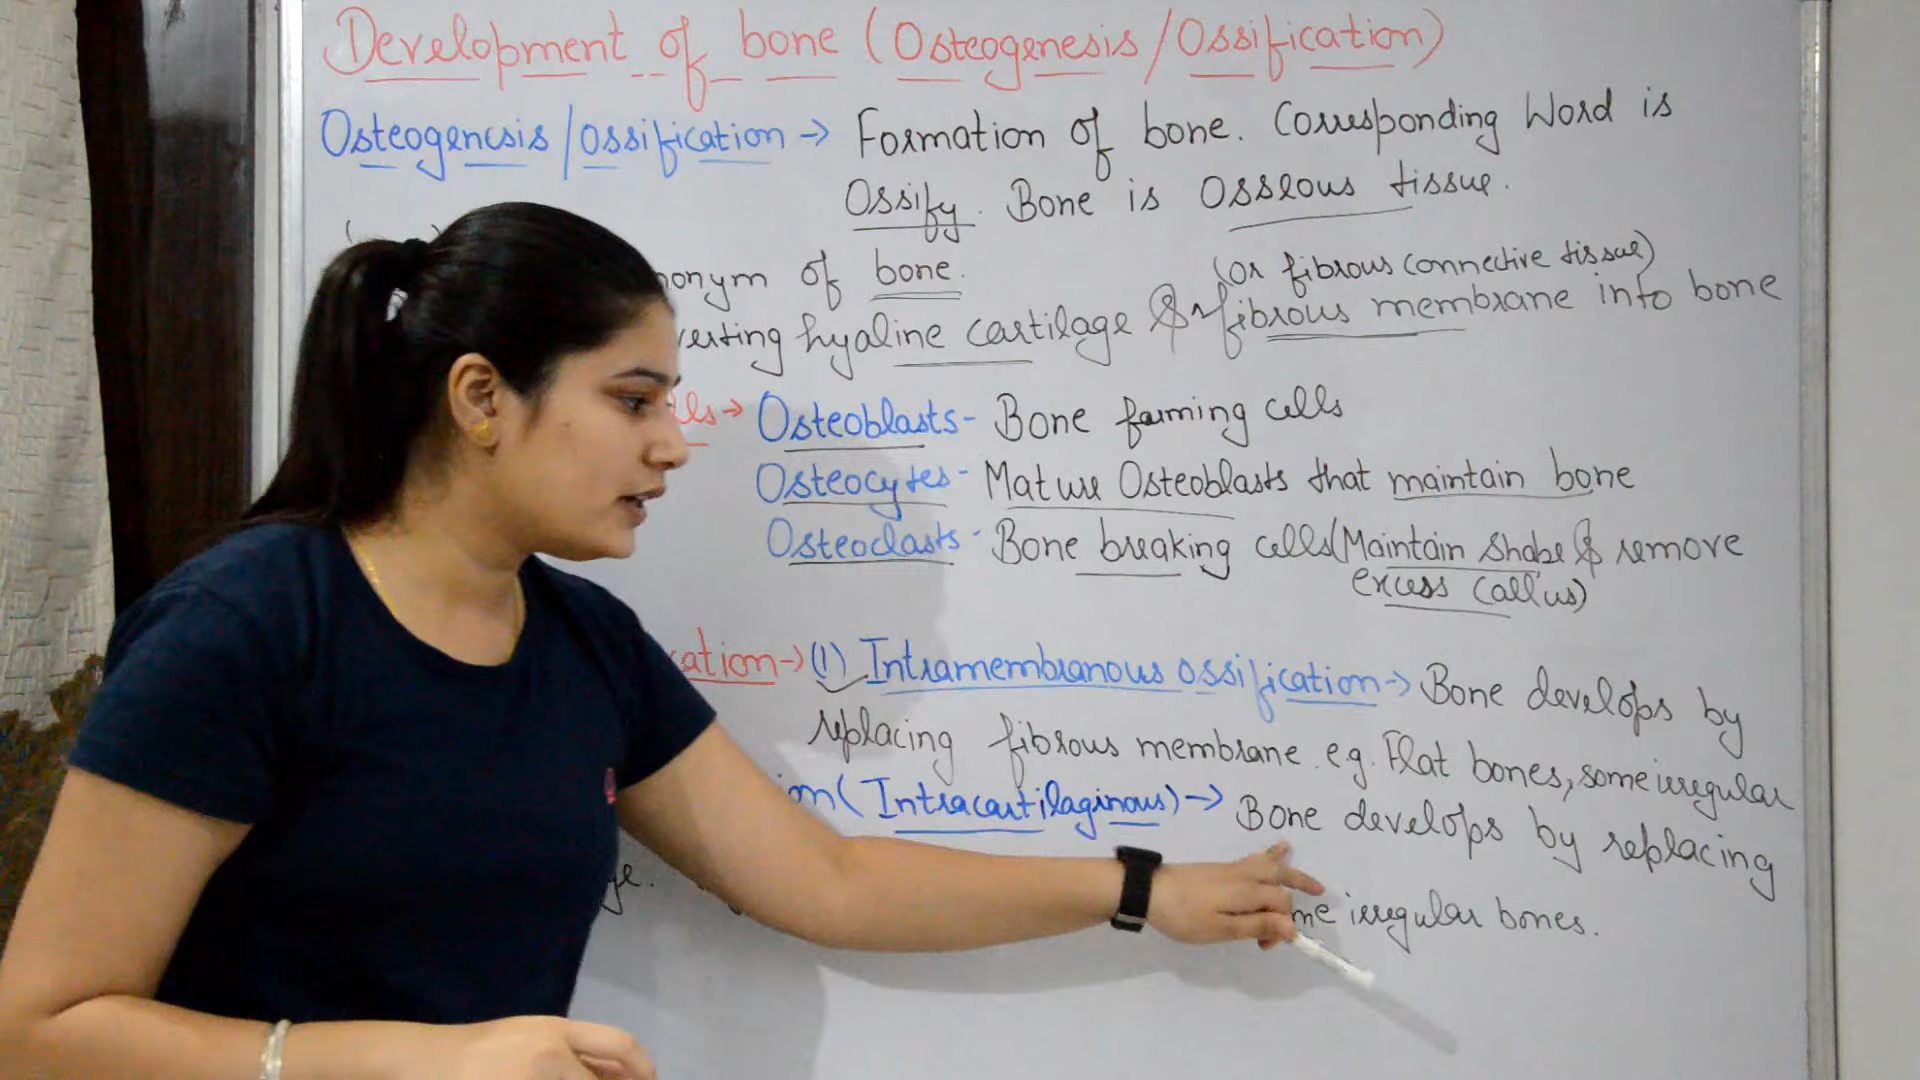 Development of bone (Osteogenesis/Ossification)
Osteogenesis/Ossification → Formation of bone. Corresponding Word is
Ossify. Bone is Osseous tissue.
onym of bone.
(or fibrous connective tissue)
verting hyaline cartilage & fibrous membrane into bone
lls → Osteoblasts - Bone forming cells
Osteocytes - Mature Osteoblasts that maintain bone
Osteoclasts - Bone breaking cells (Maintain Shape & remove
excess callus)
cation → (1) Intramembranous ossification → Bone develops by
replacing fibrous membrane e.g. Flat bones, some irregular
on (Intracartilaginous) → Bone develops by replacing
ge. me irregular bones.